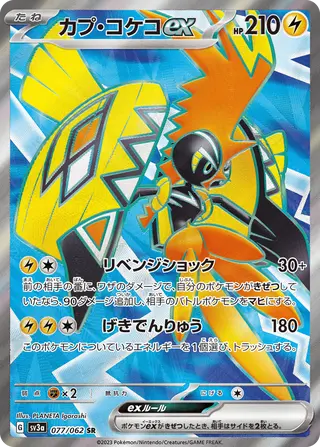 たね
カプ・コケコex
HP 210
リベンジショック 30+
前の相手の番に、ワザのダメージで、自分のポケモンがきぜつして
いたなら、90ダメージ追加し、相手のバトルポケモンをマヒにする。
げきでんりゅう 180
このポケモンについているエネルギーを1個選び、トラッシュする。
弱点 ×2 抵抗力 にげる
Illus. PLANETA Igarashi
G sv3a 077/062 SR
exルール
ポケモンexがきぜつしたとき、相手はサイドを2枚とる。
©2023 Pokémon/Nintendo/Creatures/GAME FREAK.